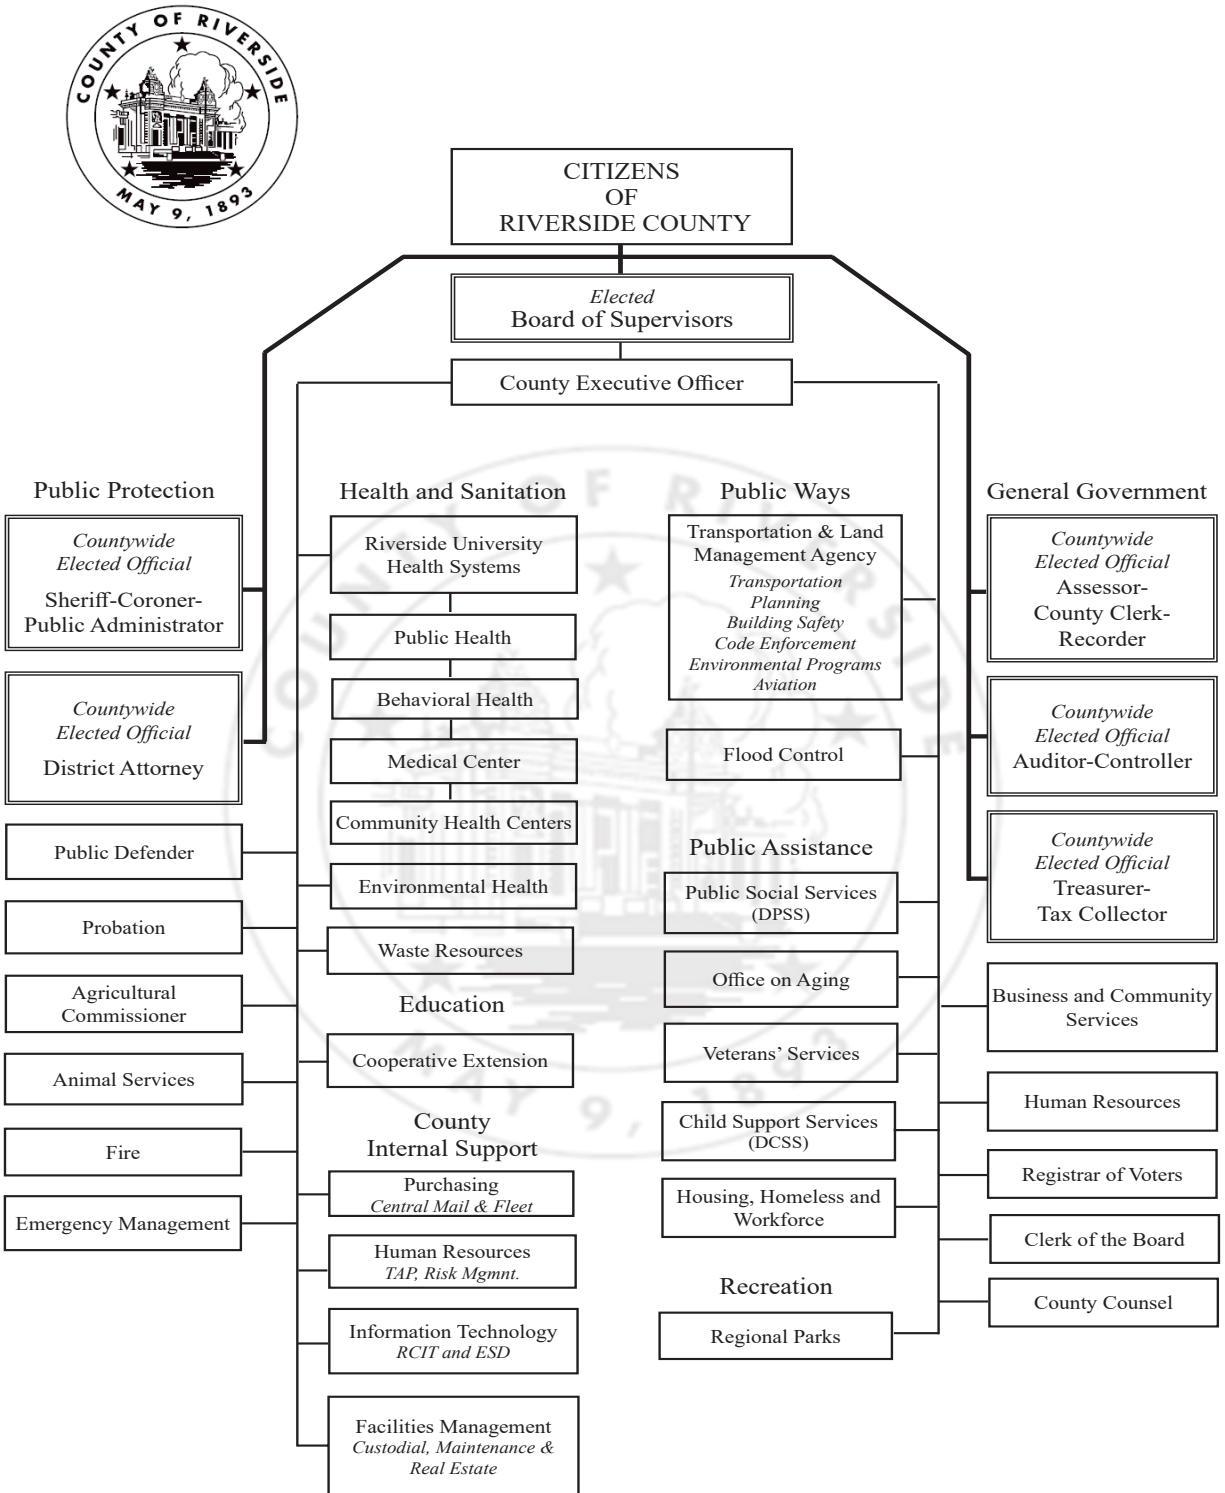 COUNTY OF RIVERSIDE
MAY 9, 1893
CITIZENS
OF
RIVERSIDE COUNTY
Elected
Board of Supervisors
County Executive Officer
Public Protection
Countywide
Elected Official
Sheriff-Coroner-
Public Administrator
Countywide
Elected Official
District Attorney
Public Defender
Probation
Agricultural
Commissioner
Animal Services
Fire
Emergency Management
Health and Sanitation
Riverside University
Health Systems
Public Health
Behavioral Health
Medical Center
Community Health Centers
Environmental Health
Waste Resources
Education
Cooperative Extension
County
Internal Support
Purchasing
Central Mail & Fleet
Human Resources
TAP, Risk Mgmnt.
Information Technology
RCIT and ESD
Facilities Management
Custodial, Maintenance &
Real Estate
Public Ways
Transportation & Land
Management Agency
Transportation
Planning
Building Safety
Code Enforcement
Environmental Programs
Aviation
Flood Control
Public Assistance
Public Social Services
(DPSS)
Office on Aging
Veterans’ Services
Child Support Services
(DCSS)
Housing, Homeless and
Workforce
Recreation
Regional Parks
General Government
Countywide
Elected Official
Assessor-
County Clerk-
Recorder
Countywide
Elected Official
Auditor-Controller
Countywide
Elected Official
Treasurer-
Tax Collector
Business and Community
Services
Human Resources
Registrar of Voters
Clerk of the Board
County Counsel
COUNTY OF RIVERSIDE
MAY 9, 1893